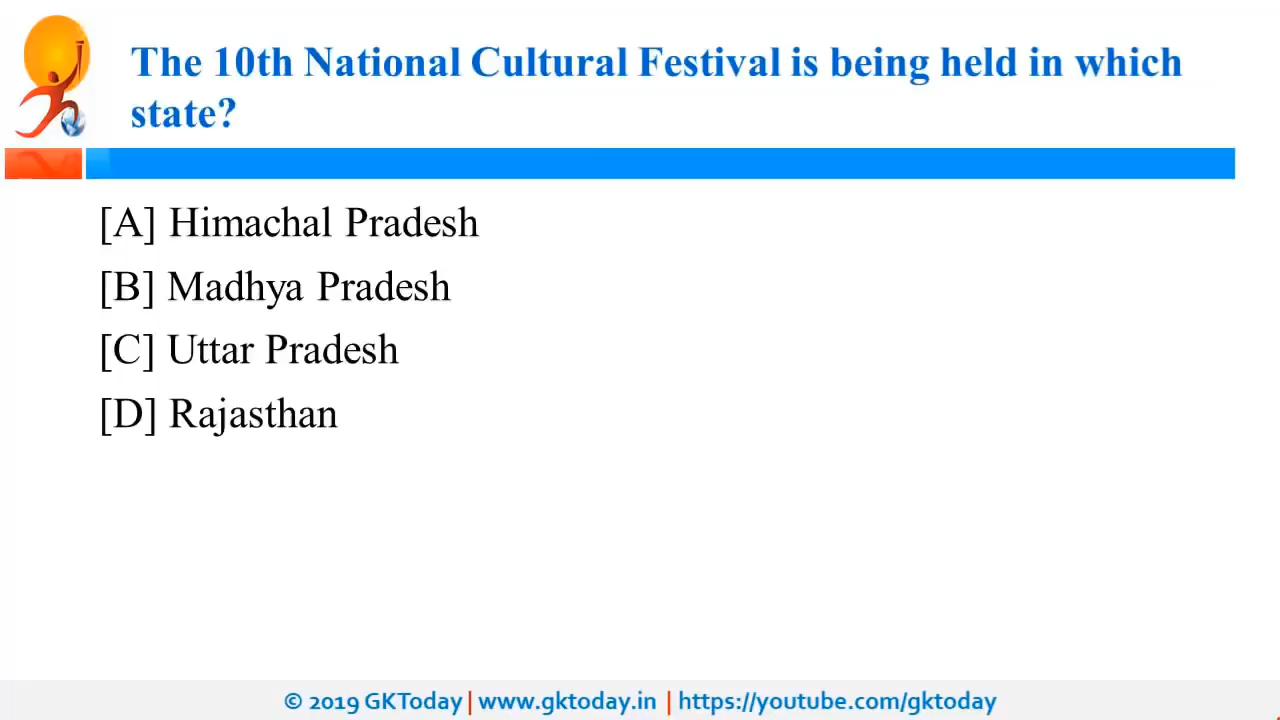 The 10th National Cultural Festival is being held in which
state?
[A] Himachal Pradesh
[B] Madhya Pradesh
[C] Uttar Pradesh
[D] Rajasthan
© 2019 GKToday | www.gktoday.in | https://youtube.com/gktoday